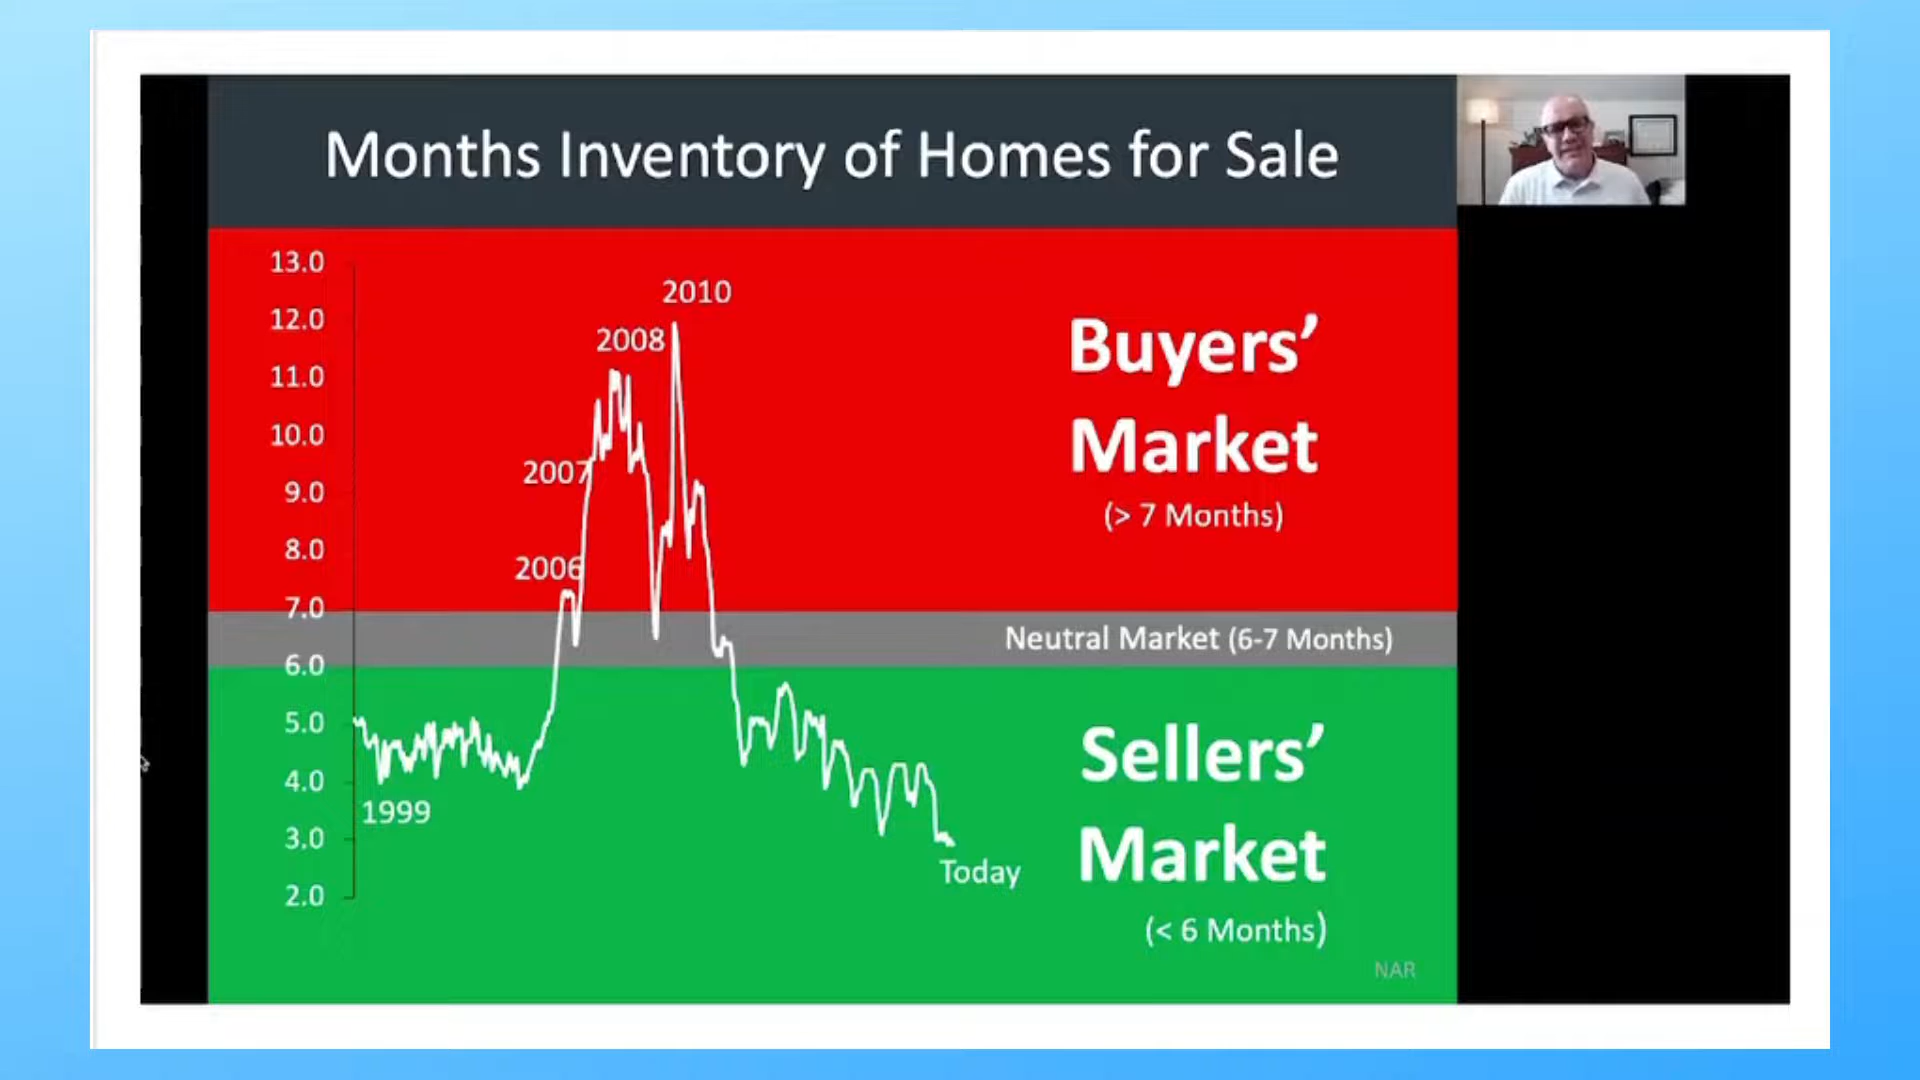 Months Inventory of Homes for Sale
13.0
12.0
11.0
10.0
9.0
8.0
7.0
6.0
5.0
4.0
3.0
2.0
1999
2006
2007
2008
2010
Today
Buyers’
Market
(> 7 Months)
Neutral Market (6-7 Months)
Sellers’
Market
(< 6 Months)
NAR